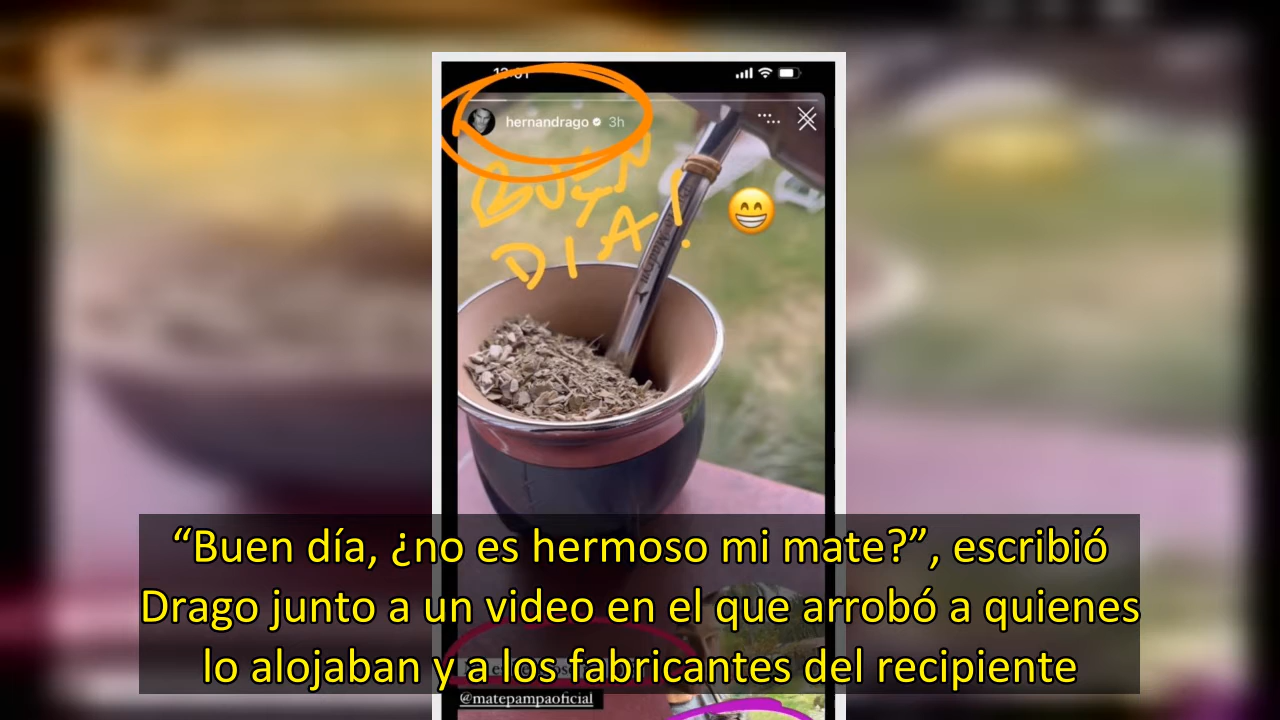 hernandrago 3h
BUEN
DIA!
“Buen día, ¿no es hermoso mi mate?”, escribió
Drago junto a un video en el que arrobó a quienes
lo alojaban y a los fabricantes del recipiente
@matepampaoficial